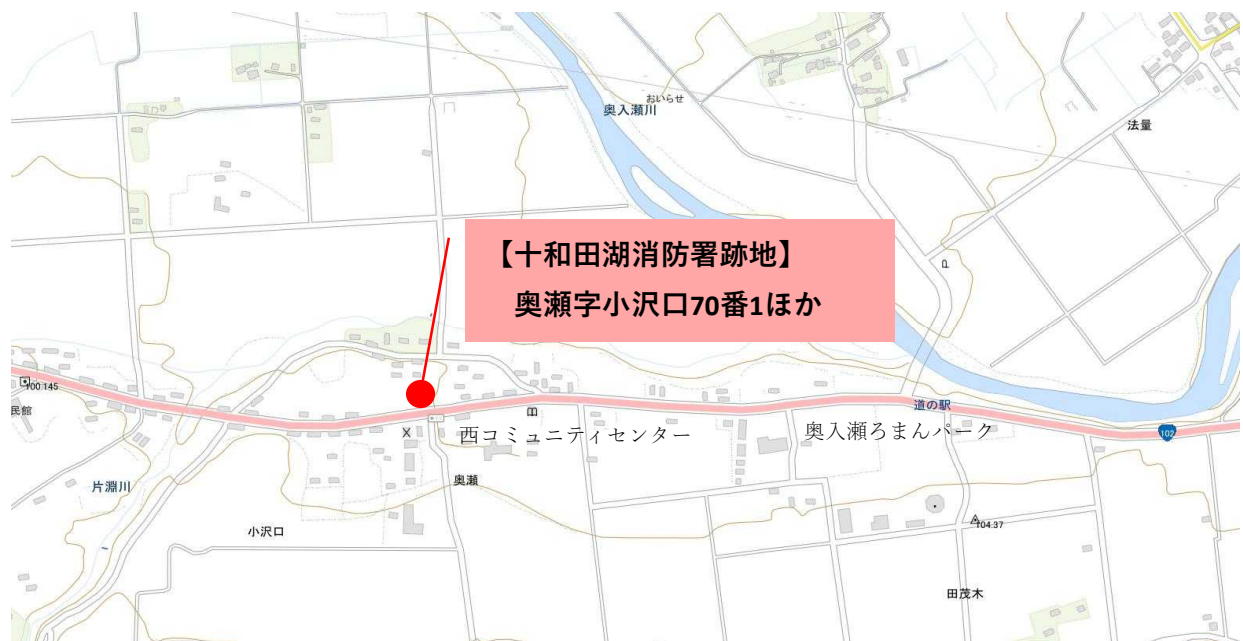 おいらせ
奥入瀬川
法量
【十和田湖消防署跡地】
奥瀬字小沢口70番1ほか
P
100.145
民館
道の駅
西コミュニティセンター
奥入瀬ろまんパーク
102
奥瀬
片淵川
104.37
小沢口
田茂木